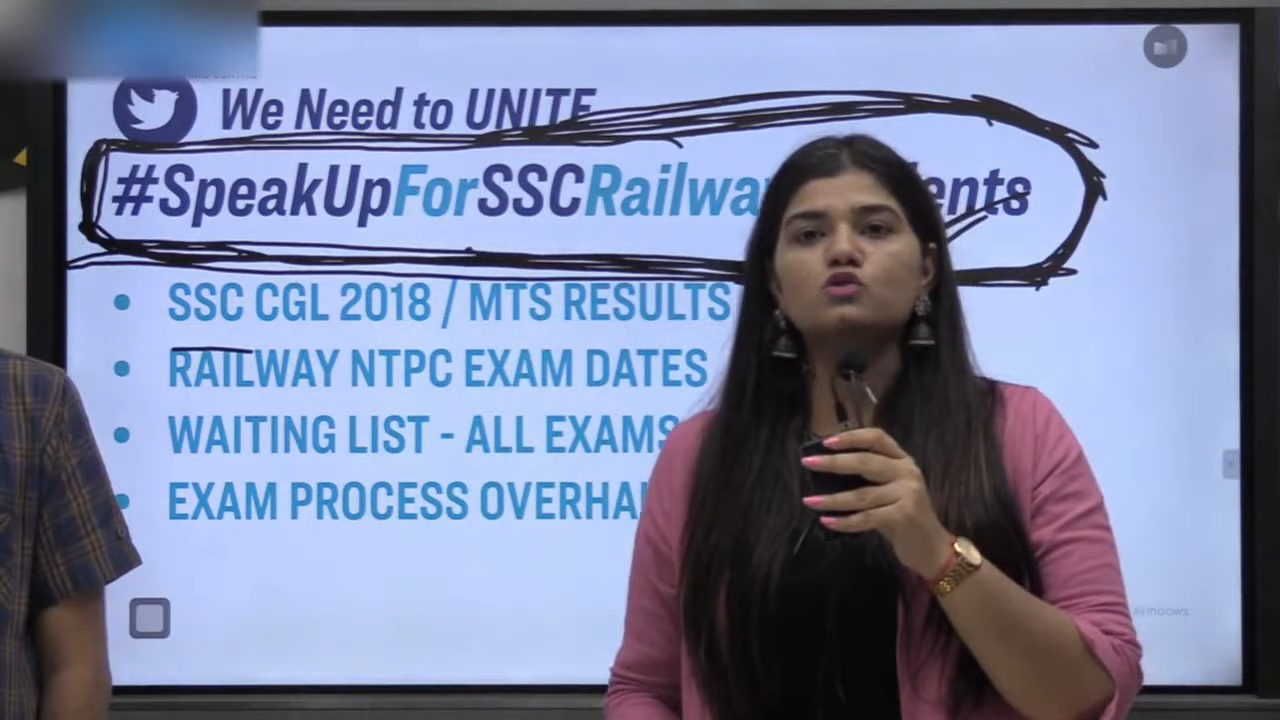 We Need to UNITE
#SpeakUpForSSCRailwa ents
SSC CGL 2018 / MTS RESULTS
RAILWAY NTPC EXAM DATES
WAITING LIST - ALL EXAMS
EXAM PROCESS OVERHA